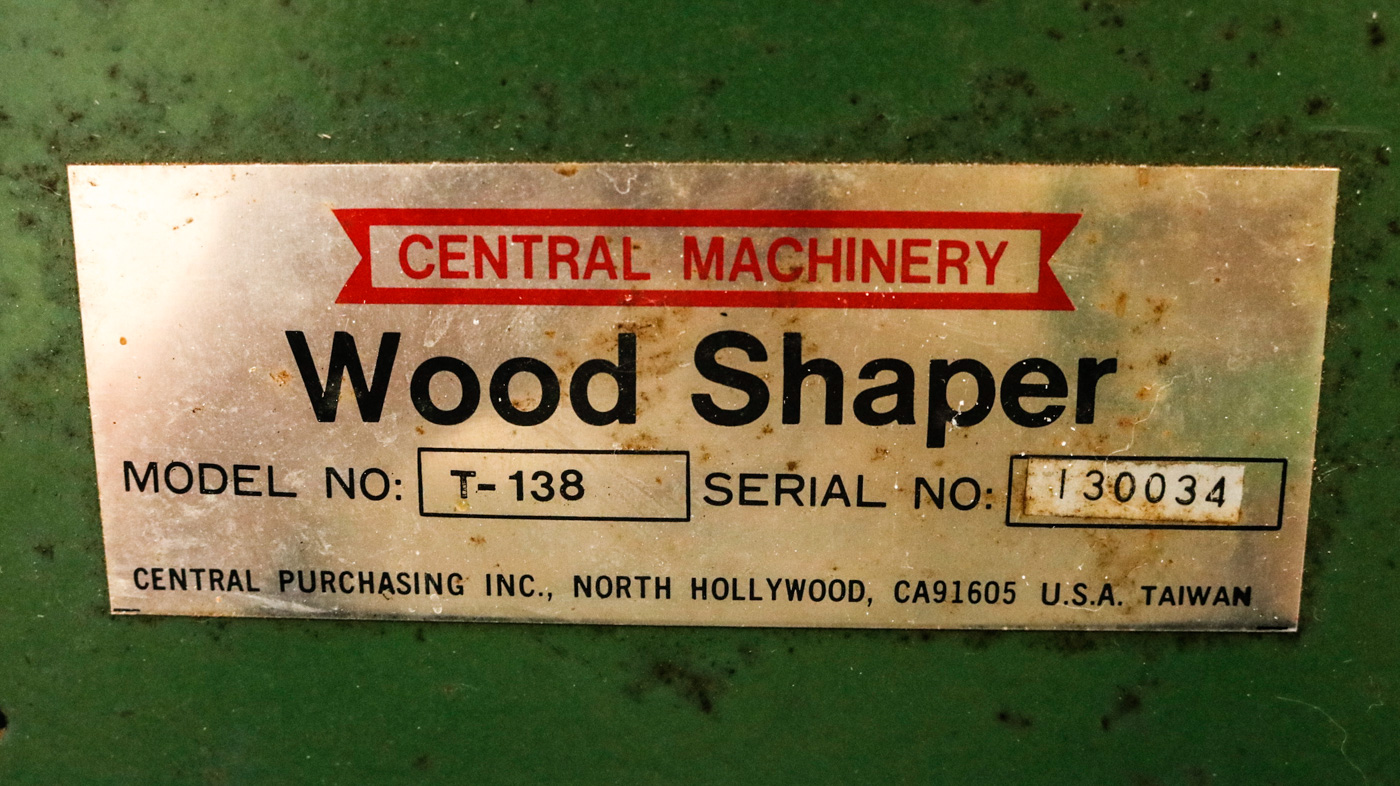 CENTRAL MACHINERY
Wood Shaper
MODEL NO: T-138 SERIAL NO: 130034
CENTRAL PURCHASING INC., NORTH HOLLYWOOD, CA91605 U.S.A. TAIWAN